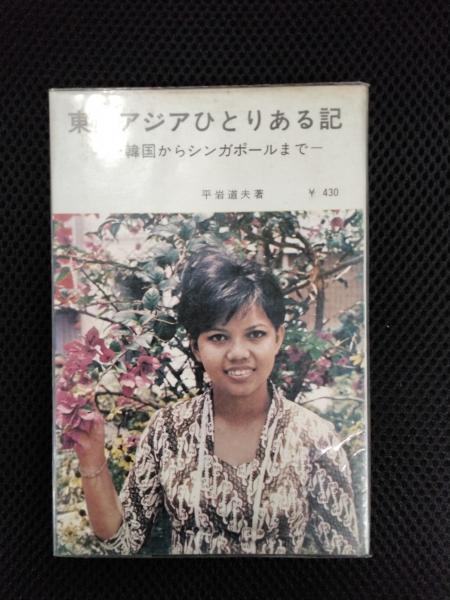 東南アジアひとりある記
—韓国からシンガポールまで—
平岩道夫著 ￥ 430